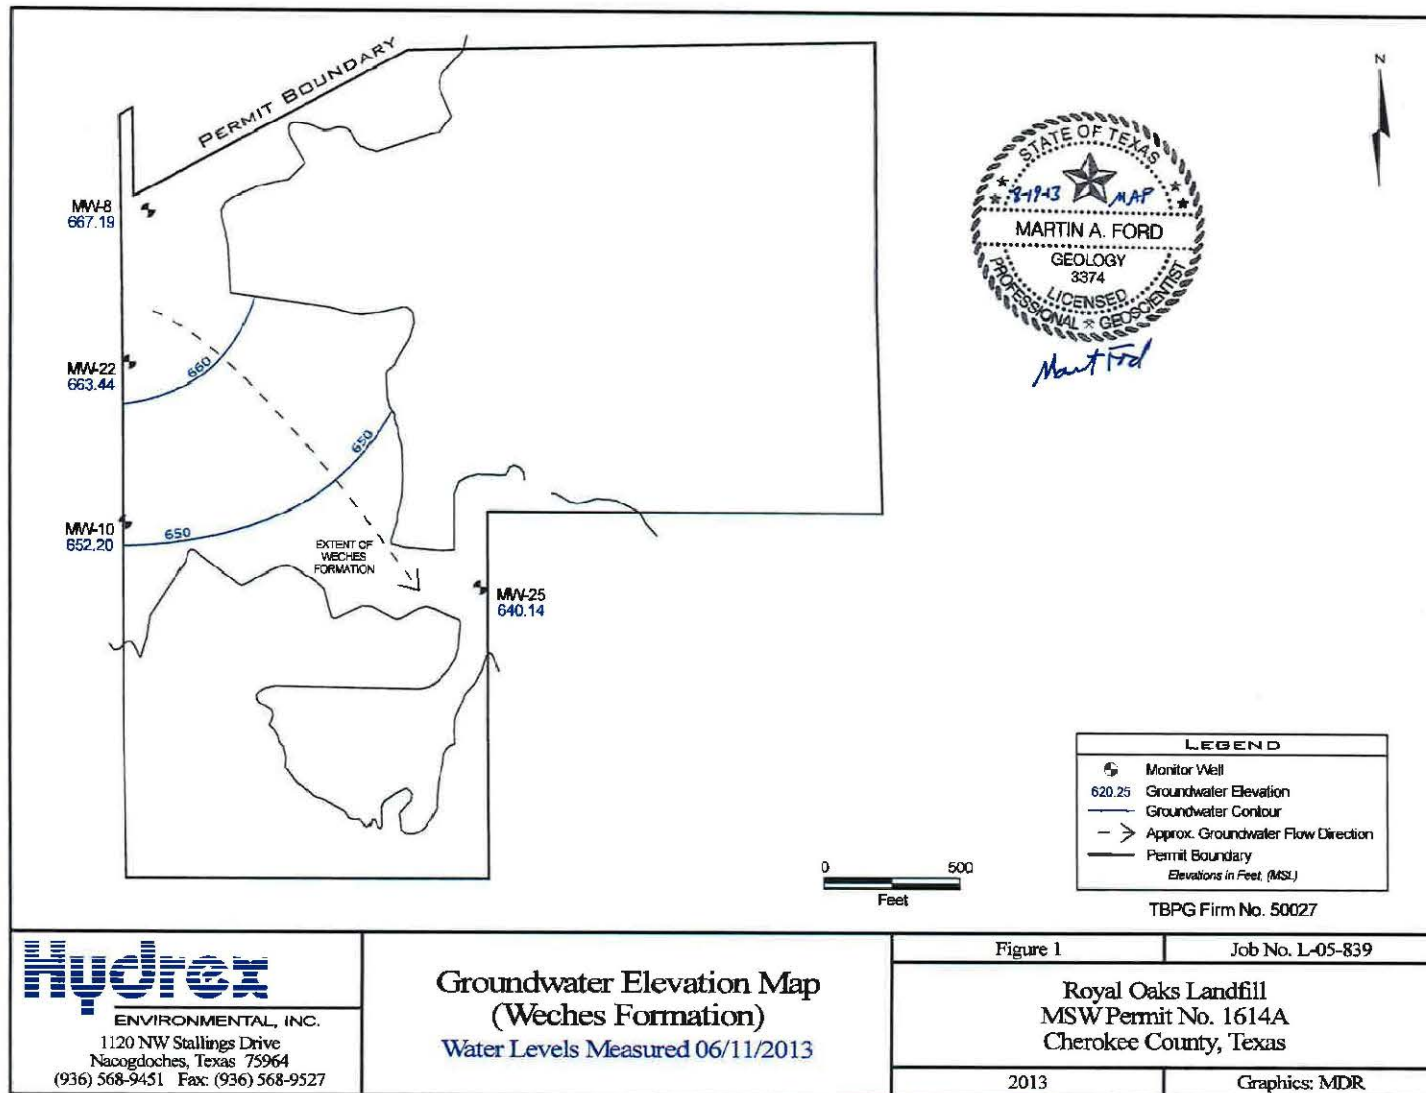 PERMIT BOUNDARY
N
STATE OF TEXAS
8-19-13 MAF
MARTIN A. FORD
GEOLOGY
3374
LICENSED
PROFESSIONAL GEOSCIENTIST
Mart Ford
MW-8
667.19
MW-22
663.44
660
650
MW-10
652.20
650
EXTENT OF
WECHES
FORMATION
MW-25
640.14
0 500
Feet
LEGEND
Monitor Well
620.25 Groundwater Elevation
Groundwater Contour
Approx. Groundwater Flow Direction
Permit Boundary
Elevations in Feet, (MSL)
TBPG Firm No. 50027
Hydrex
ENVIRONMENTAL, INC.
1120 NW Stallings Drive
Nacogdoches, Texas 75964
(936) 568-9451 Fax: (936) 568-9527
Groundwater Elevation Map
(Weches Formation)
Water Levels Measured 06/11/2013
Figure 1
Job No. L-05-839
Royal Oaks Landfill
MSW Permit No. 1614A
Cherokee County, Texas
2013
Graphics: MDR